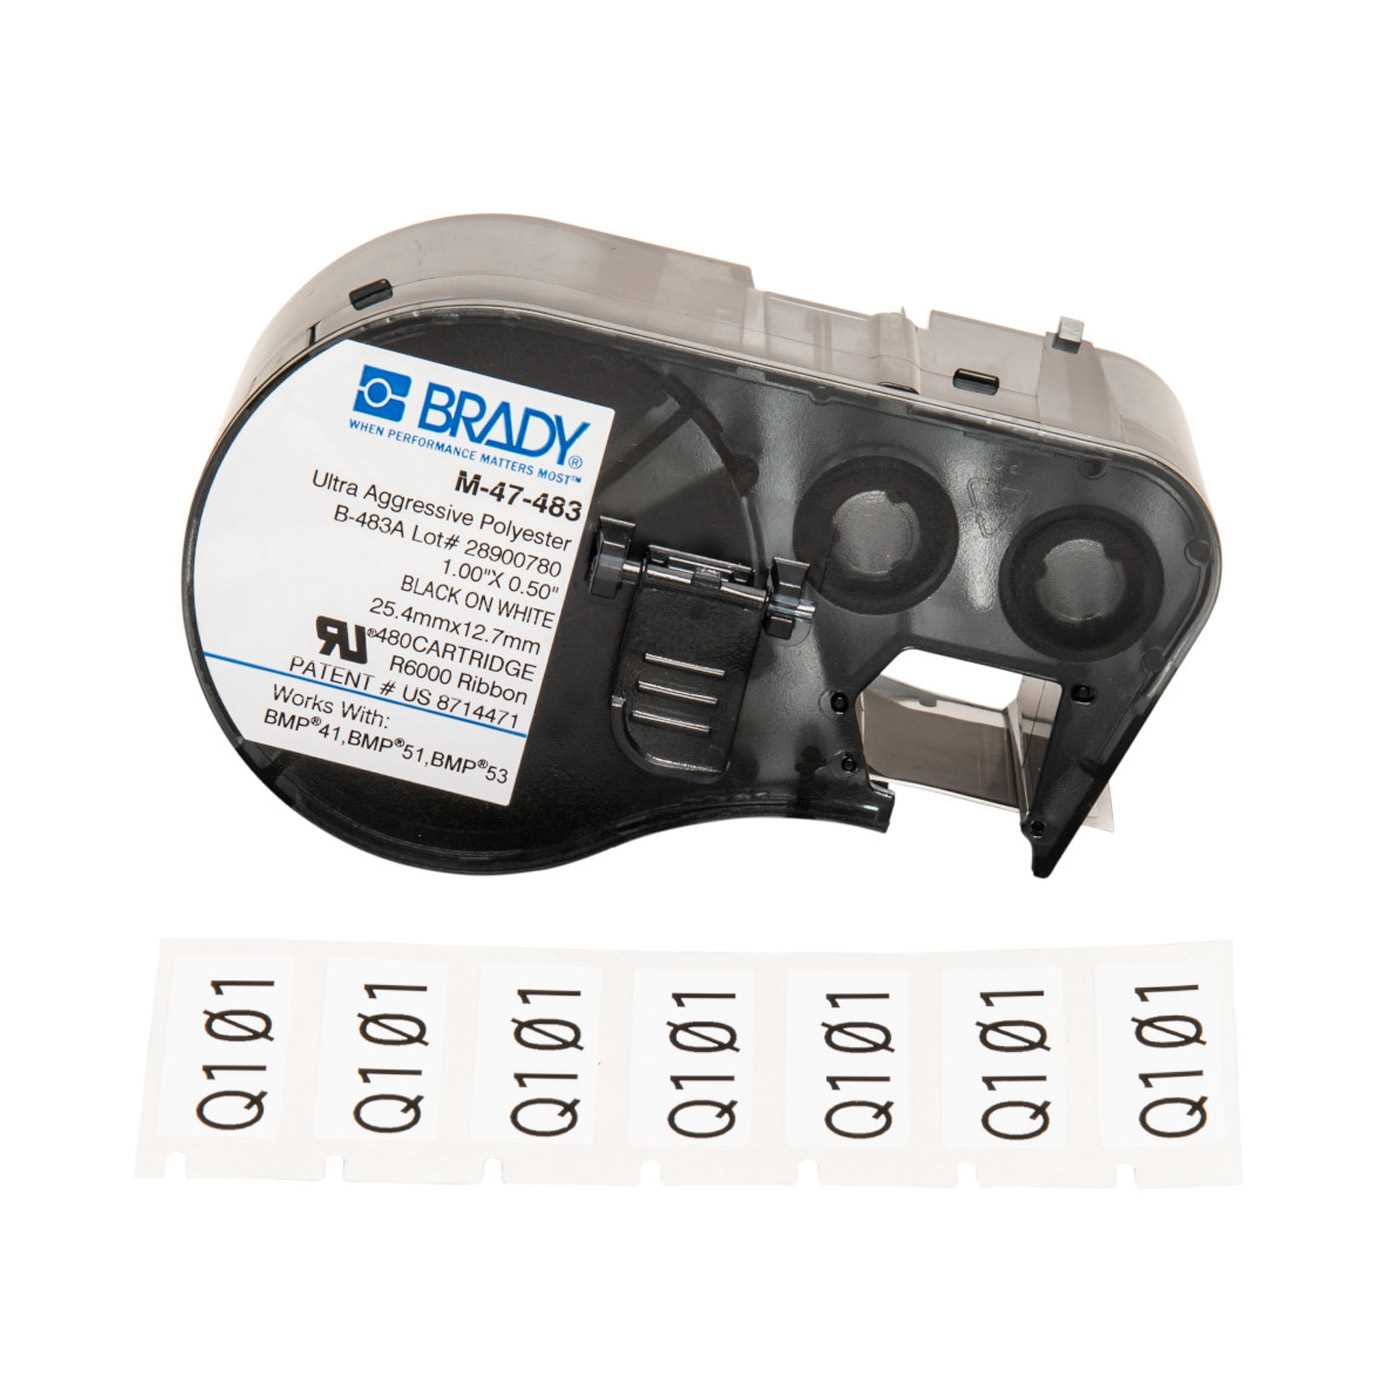 BRADY®
WHEN PERFORMANCE MATTERS MOST™
M-47-483
Ultra Aggressive Polyester
B-483A Lot# 28900780
1.00"X 0.50"
BLACK ON WHITE
25.4mmx12.7mm
®480CARTRIDGE
R6000 Ribbon
PATENT # US 8714471
Works With:
BMP®41,BMP®51,BMP®53
Q1Ø1
Q1Ø1
Q1Ø1
Q1Ø1
Q1Ø1
Q1Ø1
Q1Ø1